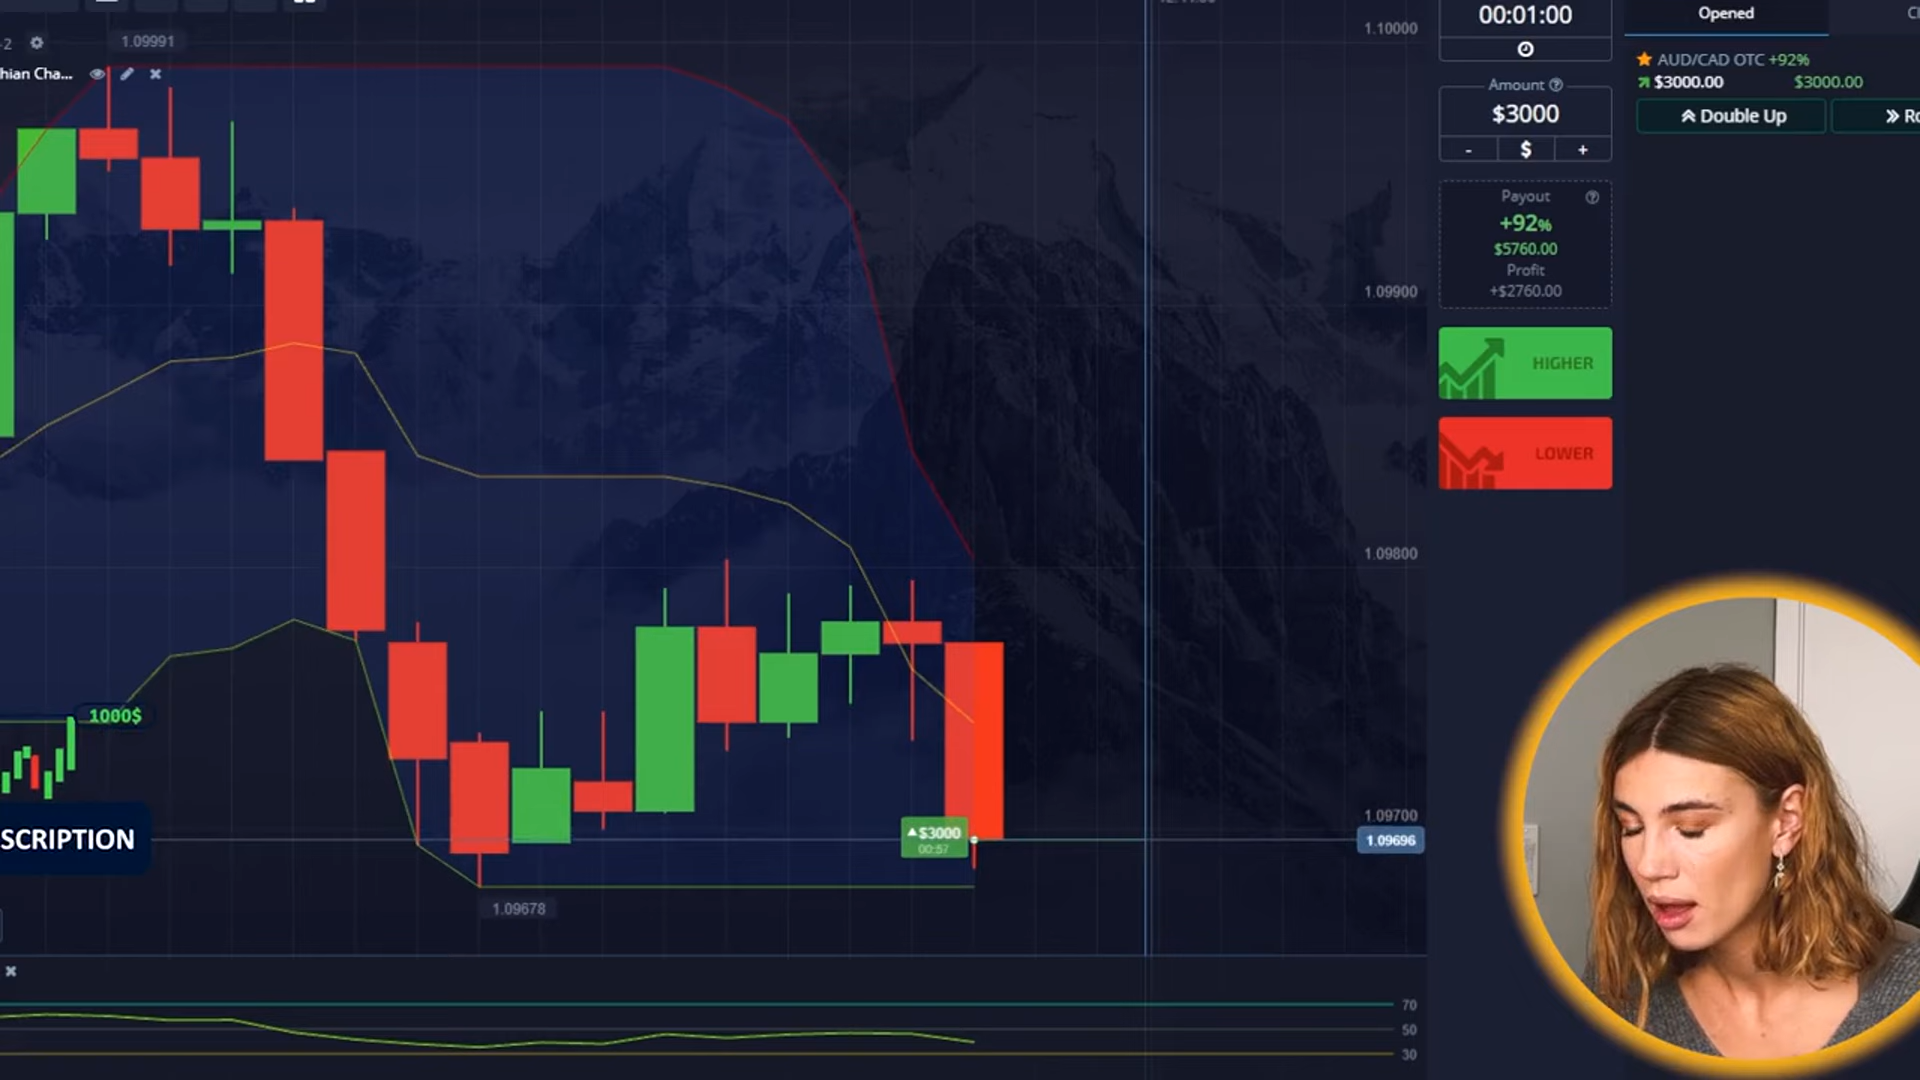 00:01:00
Opened
-2
1.09991
1.10000
AUD/CAD OTC +92%
$3000.00
$3000.00
hian Cha...
Amount
$3000
Double Up
Ro
-
$
+
Payout
+92%
$5760.00
Profit
+$2760.00
1.09900
HIGHER
LOWER
1.09800
1000$
1.09700
SCRIPTION
$3000
00:57
1.09696
1.09678
70
50
30